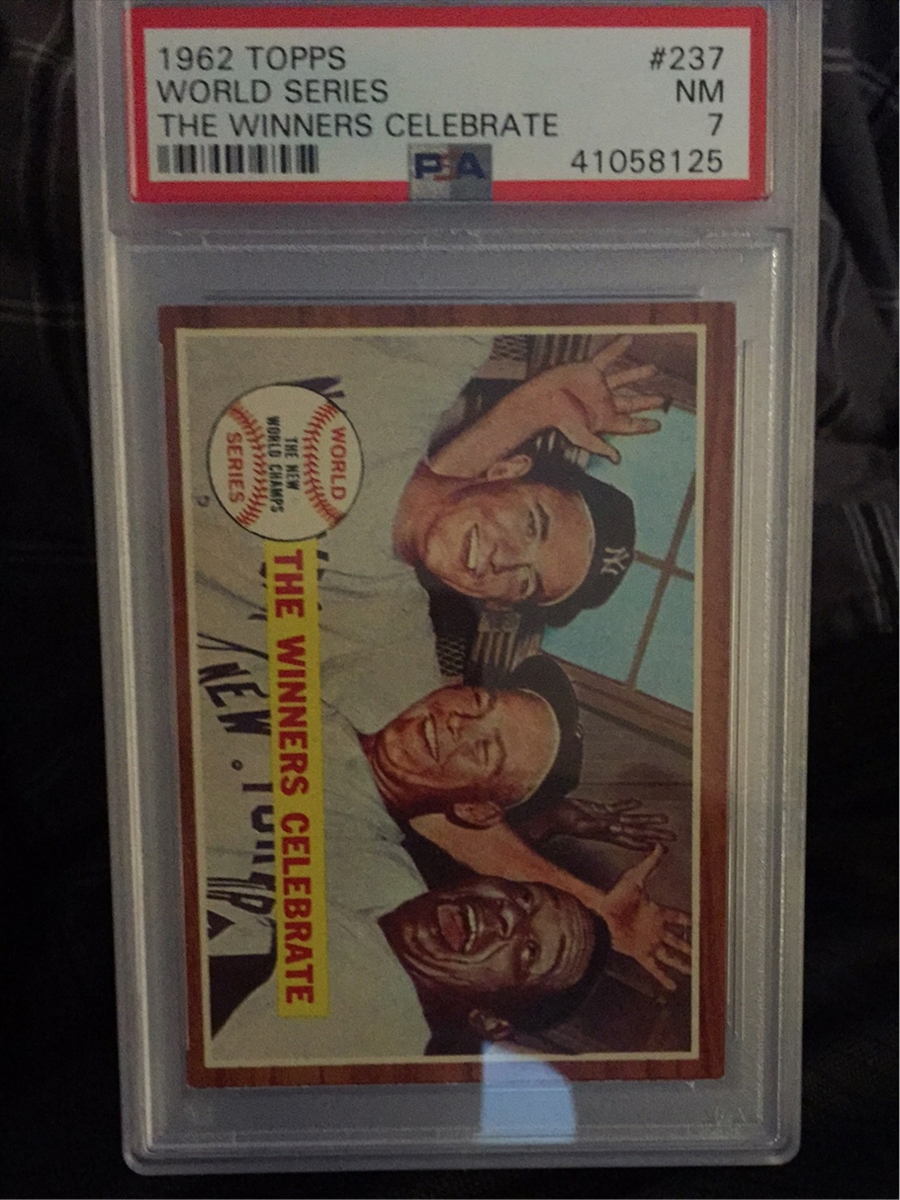 1962 TOPPS #237
WORLD SERIES NM
THE WINNERS CELEBRATE 7
PSA 41058125
WORLD
THE NEW
WORLD CHAMPS
SERIES
THE WINNERS CELEBRATE
NY
NEW